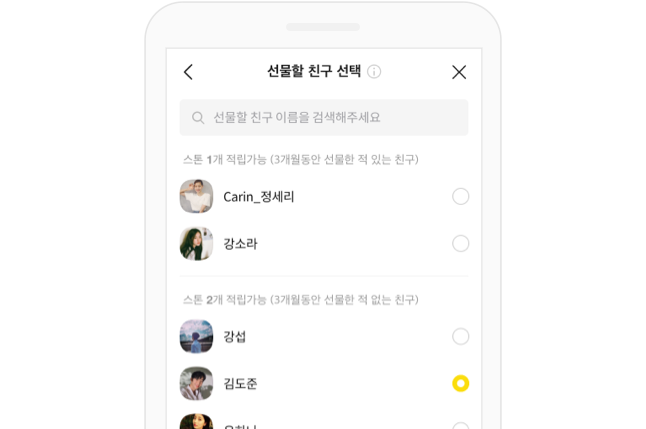 선물할 친구 선택
선물할 친구 이름을 검색해주세요
스톤 1개 적립가능 (3개월동안 선물한 적 있는 친구)
Carin_정세리
강소라
스톤 2개 적립가능 (3개월동안 선물한 적 없는 친구)
강섭
김도준